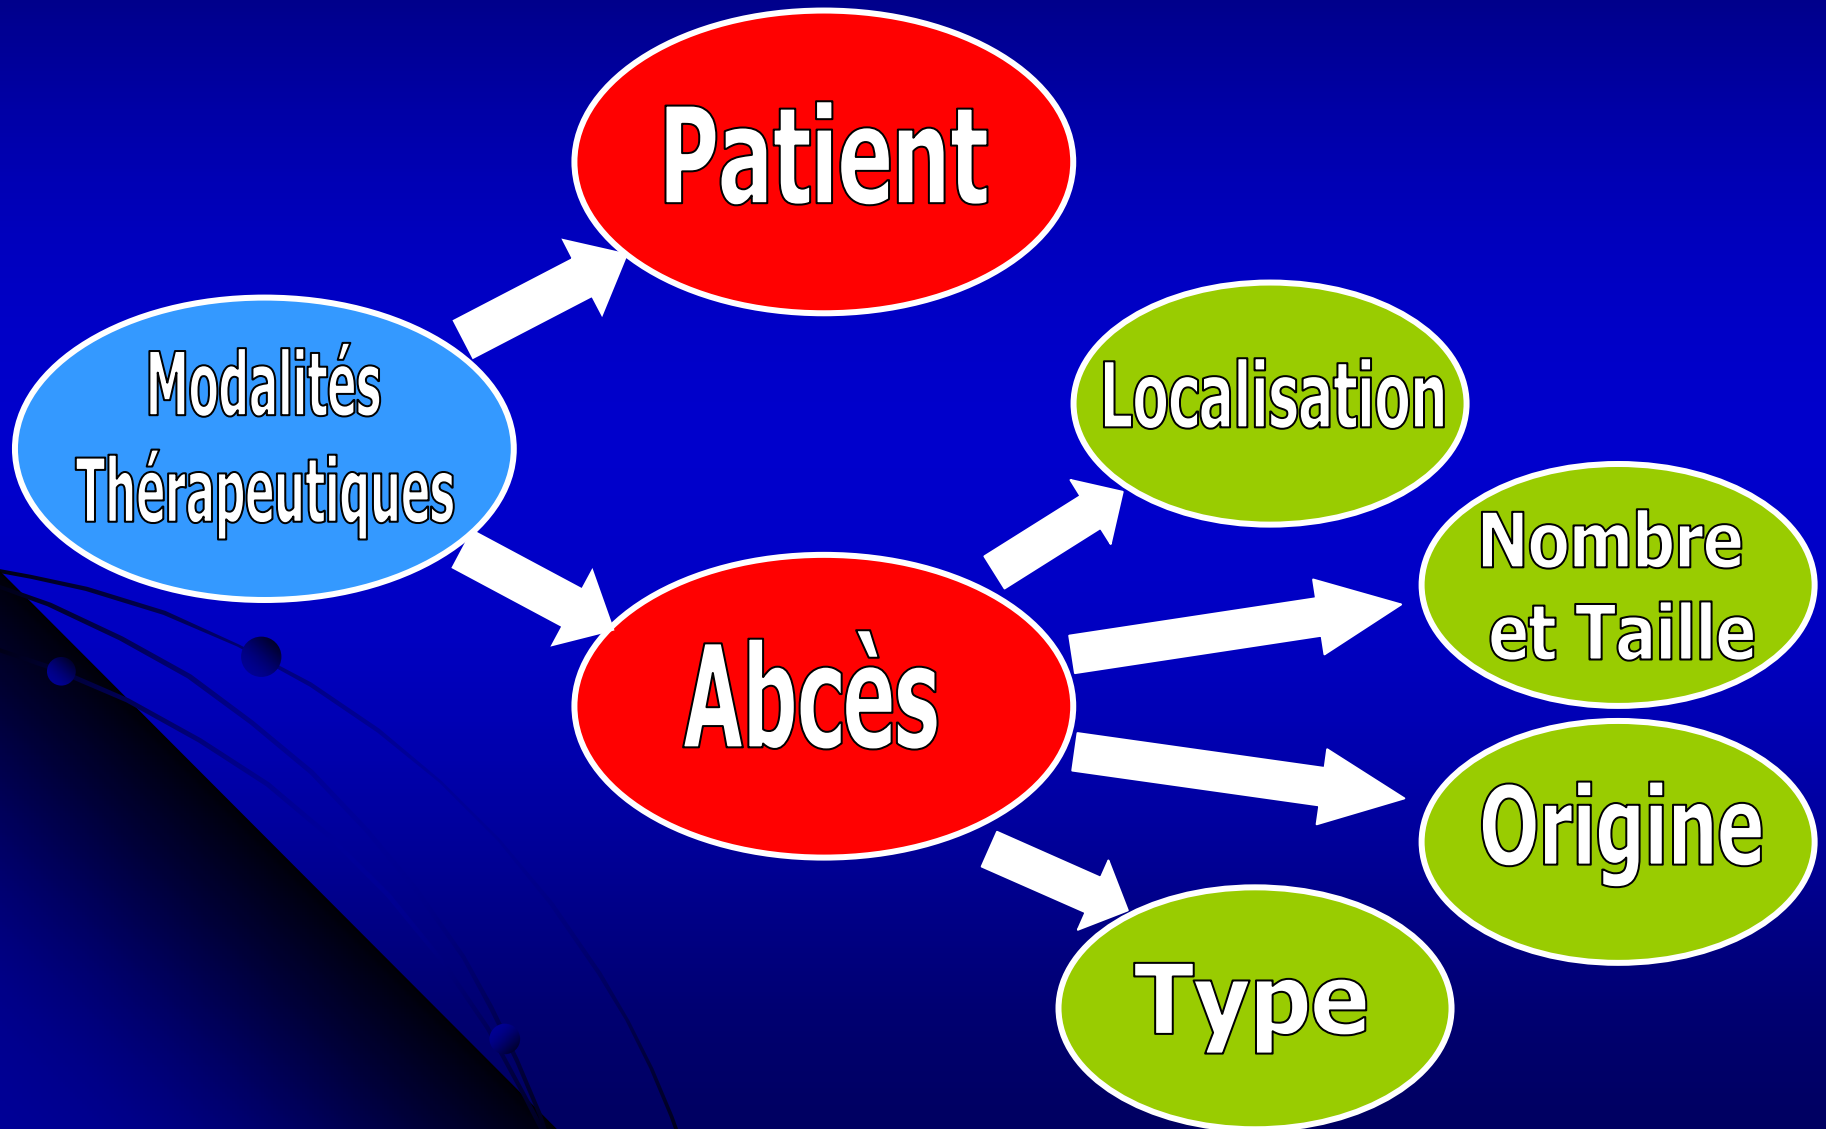 Patient
Modalités
Thérapeutiques
Localisation
Nombre
et Taille
Abcès
Origine
Type